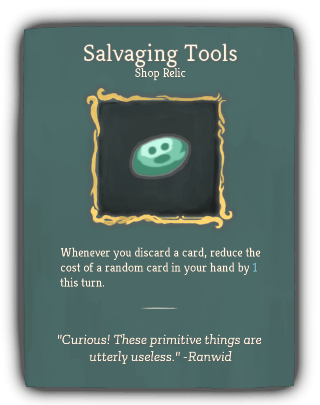 Salvaging Tools
Shop Relic
Whenever you discard a card, reduce the
cost of a random card in your hand by 1
this turn.
"Curious! These primitive things are
utterly useless." -Ranwid